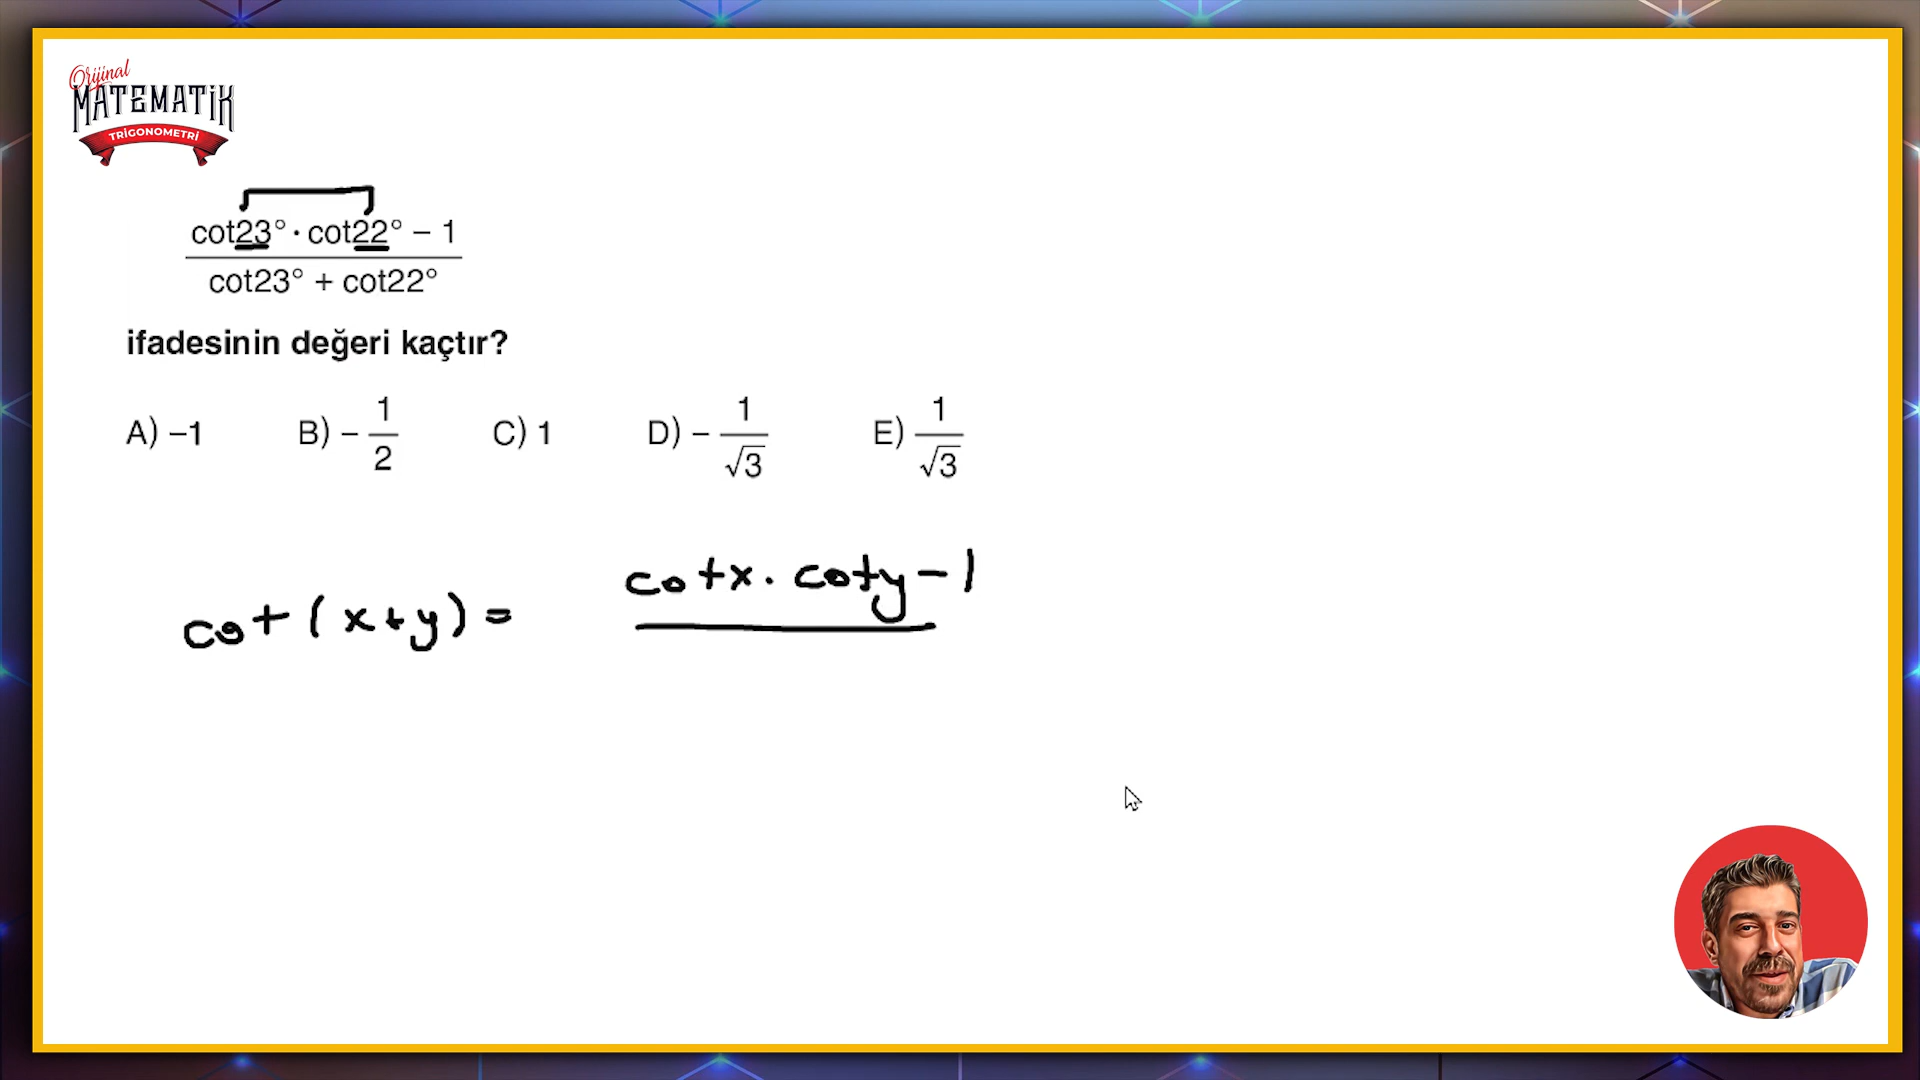 Orijinal
MATEMATİK
TRİGONOMETRİ
cot23° · cot22° – 1
cot23° + cot22°
ifadesinin değeri kaçtır?
A) –1 B) – 1/2 C) 1 D) – 1/√3 E) 1/√3
cotx . coty – 1
cot (x+y) =